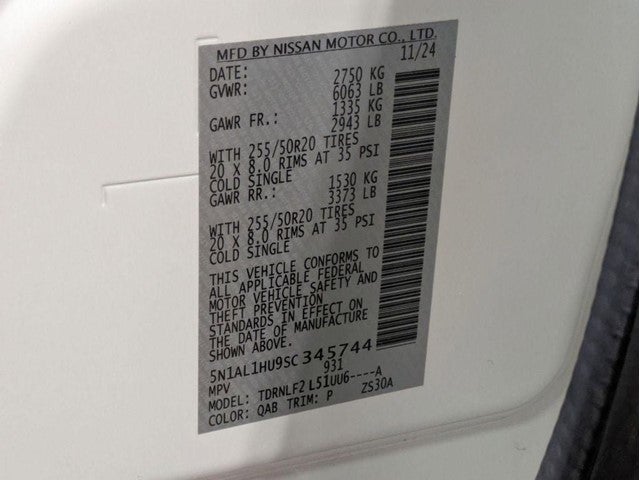 MFD BY NISSAN MOTOR CO., LTD.
DATE: 11/24
GVWR: 2750 KG
6063 LB
GAWR FR.: 1335 KG
2943 LB
WITH 255/50R20 TIRES
20 X 8.0 RIMS AT 35 PSI
COLD SINGLE
GAWR RR.: 1530 KG
3373 LB
WITH 255/50R20 TIRES
20 X 8.0 RIMS AT 35 PSI
COLD SINGLE
THIS VEHICLE CONFORMS TO
ALL APPLICABLE FEDERAL
MOTOR VEHICLE SAFETY AND
THEFT PREVENTION
STANDARDS IN EFFECT ON
THE DATE OF MANUFACTURE
SHOWN ABOVE.
5N1AL1HU9SC345744
MPV 931
MODEL: TDRNLF2 L51UU6----A
COLOR: QAB TRIM: P ZS30A